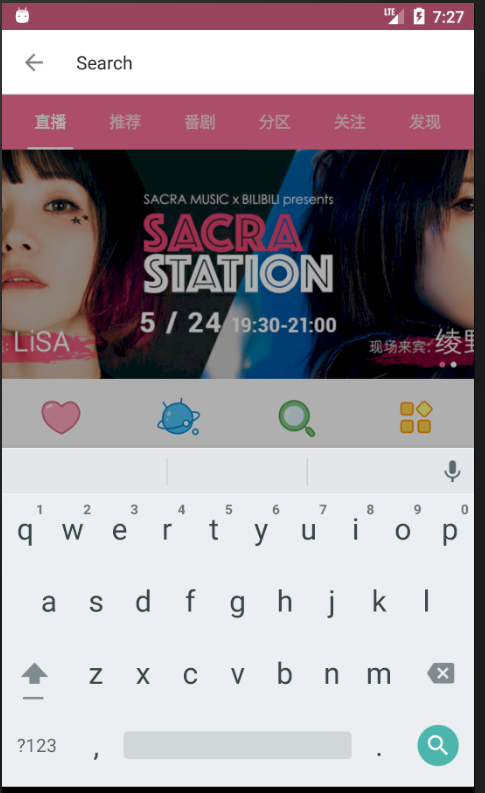 LTE 7:27
Search
直播 推荐 番剧 分区 关注 发现
SACRA MUSIC x BILIBILI presents
SACRA
STATION
5 / 24 19:30-21:00
: LiSA
现场来宾: 绫野
1 2 3 4 5 6 7 8 9 0
q w e r t y u i o p
a s d f g h j k l
z x c v b n m
?123 , .